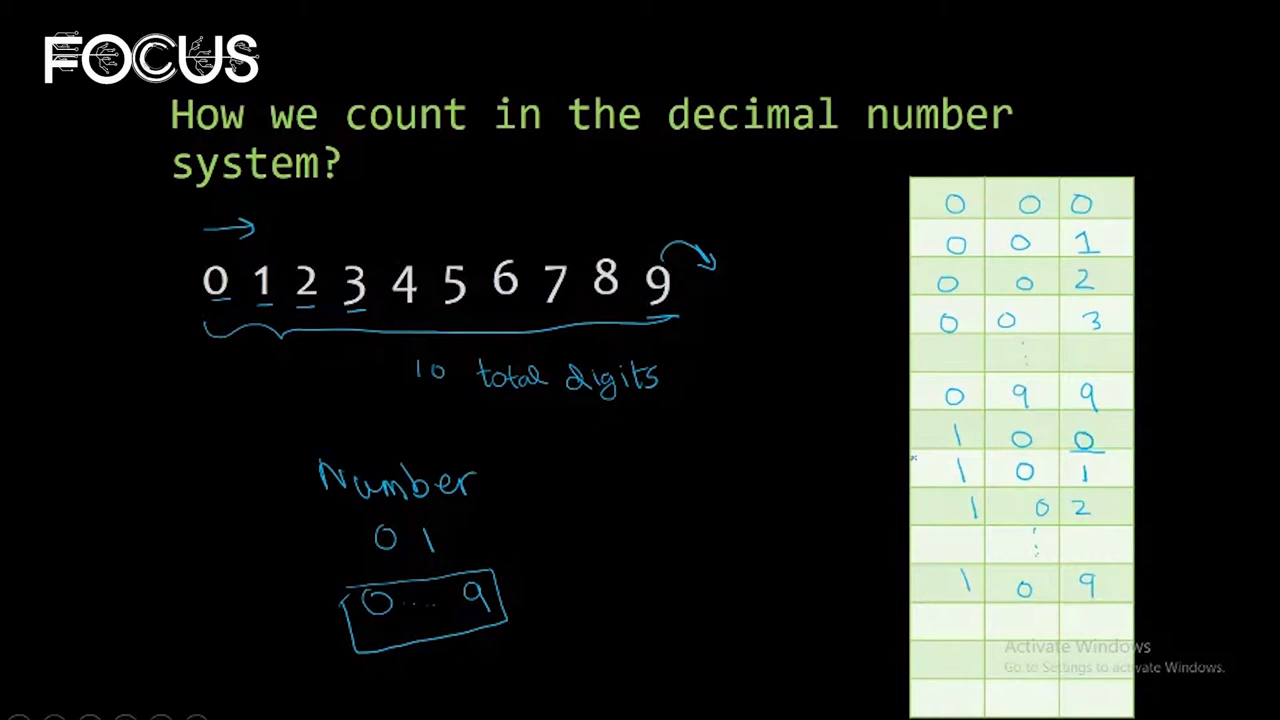 FOCUS
How we count in the decimal number
system?
0 1 2 3 4 5 6 7 8 9
10 total digits
Number
0 1
0 .... 9
0 0 0
0 0 1
0 0 2
0 0 3
⋮
0 9 9
1 0 0
1 0 1
1 0 2
⋮
1 0 9
Activate Windows
Go to Settings to activate Windows.